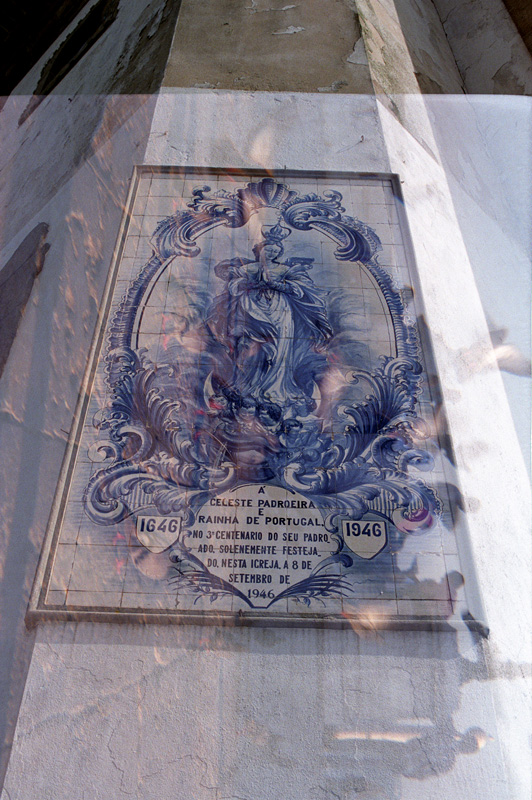 Á
CELESTE PADROEIRA
E
RAINHA DE PORTUGAL,
NO 3º CENTENARIO DO SEU PADRO
ADO, SOLENEMENTE FESTEJA
DO, NESTA IGREJA, A 8 DE
SETEMBRO DE
1946
1646
1946